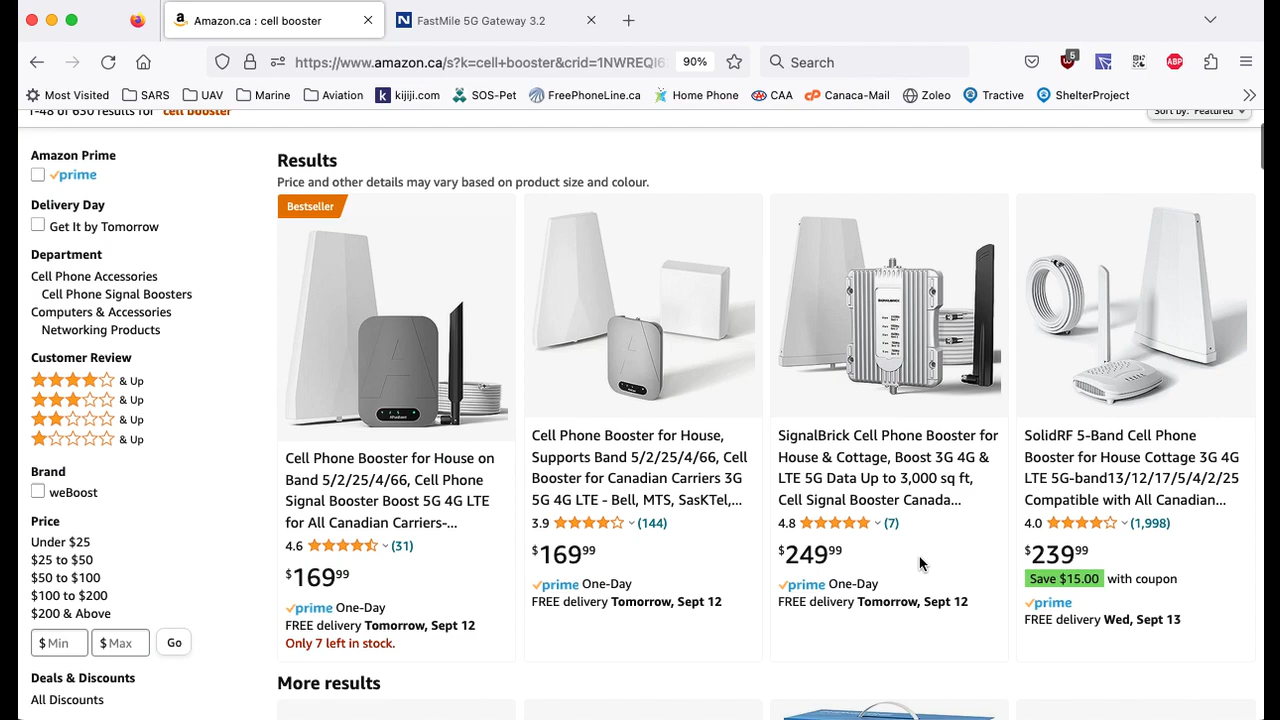 Amazon.ca : cell booster
FastMile 5G Gateway 3.2
https://www.amazon.ca/s?k=cell+booster&crid=1NWREQI6
90%
Search
5
ABP
Most Visited
SARS
UAV
Marine
Aviation
kijiji.com
SOS-Pet
FreePhoneLine.ca
Home Phone
CAA
Canaca-Mail
Zoleo
Tractive
ShelterProject
1-48 of 630 results for "cell booster"
Sort by: Featured
Amazon Prime
prime
Delivery Day
Get It by Tomorrow
Department
Cell Phone Accessories
Cell Phone Signal Boosters
Computers & Accessories
Networking Products
Customer Review
& Up
& Up
& Up
& Up
Brand
weBoost
Price
Under $25
$25 to $50
$50 to $100
$100 to $200
$200 & Above
$ Min
$ Max
Go
Deals & Discounts
All Discounts
Results
Price and other details may vary based on product size and colour.
Bestseller
Cell Phone Booster for House on
Band 5/2/25/4/66, Cell Phone
Signal Booster Boost 5G 4G LTE
for All Canadian Carriers-...
4.6 (31)
$169.99
prime One-Day
FREE delivery Tomorrow, Sept 12
Only 7 left in stock.
Cell Phone Booster for House,
Supports Band 5/2/25/4/66, Cell
Booster for Canadian Carriers 3G
5G 4G LTE - Bell, MTS, SasKTel,...
3.9 (144)
$169.99
prime One-Day
FREE delivery Tomorrow, Sept 12
SIGNALBRICK
SignalBrick Cell Phone Booster for
House & Cottage, Boost 3G 4G &
LTE 5G Data Up to 3,000 sq ft,
Cell Signal Booster Canada...
4.8 (7)
$249.99
prime One-Day
FREE delivery Tomorrow, Sept 12
SolidRF 5-Band Cell Phone
Booster for House Cottage 3G 4G
LTE 5G-band13/12/17/5/4/2/25
Compatible with All Canadian...
4.0 (1,998)
$239.99
Save $15.00 with coupon
prime
FREE delivery Wed, Sept 13
More results